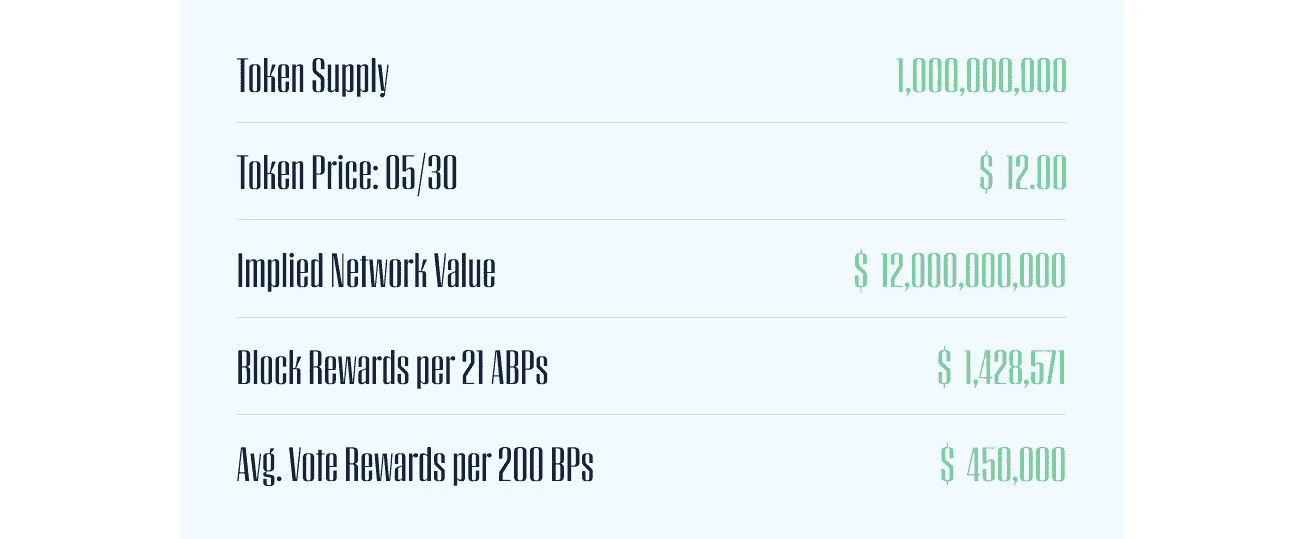 Token Supply 1,000,000,000
Token Price: 05/30 $ 12.00
Implied Network Value $ 12,000,000,000
Block Rewards per 21 ABPs $ 1,428,571
Avg. Vote Rewards per 200 BPs $ 450,000